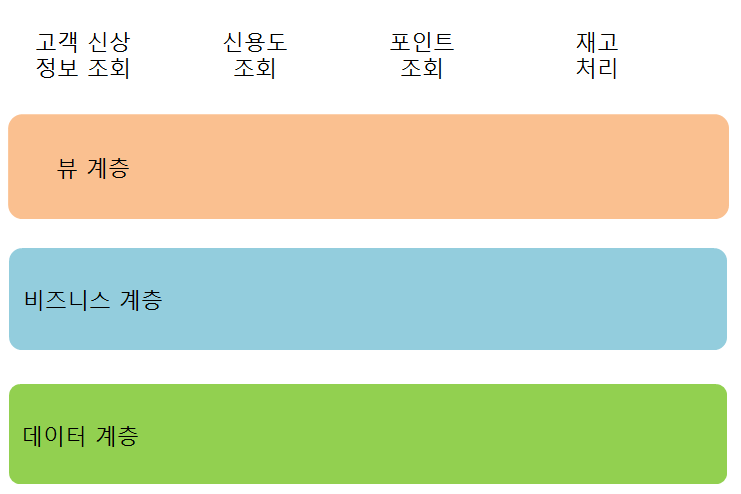 고객 신상 신용도 포인트 재고
정보 조회 조회 조회 처리
뷰 계층
비즈니스 계층
데이터 계층